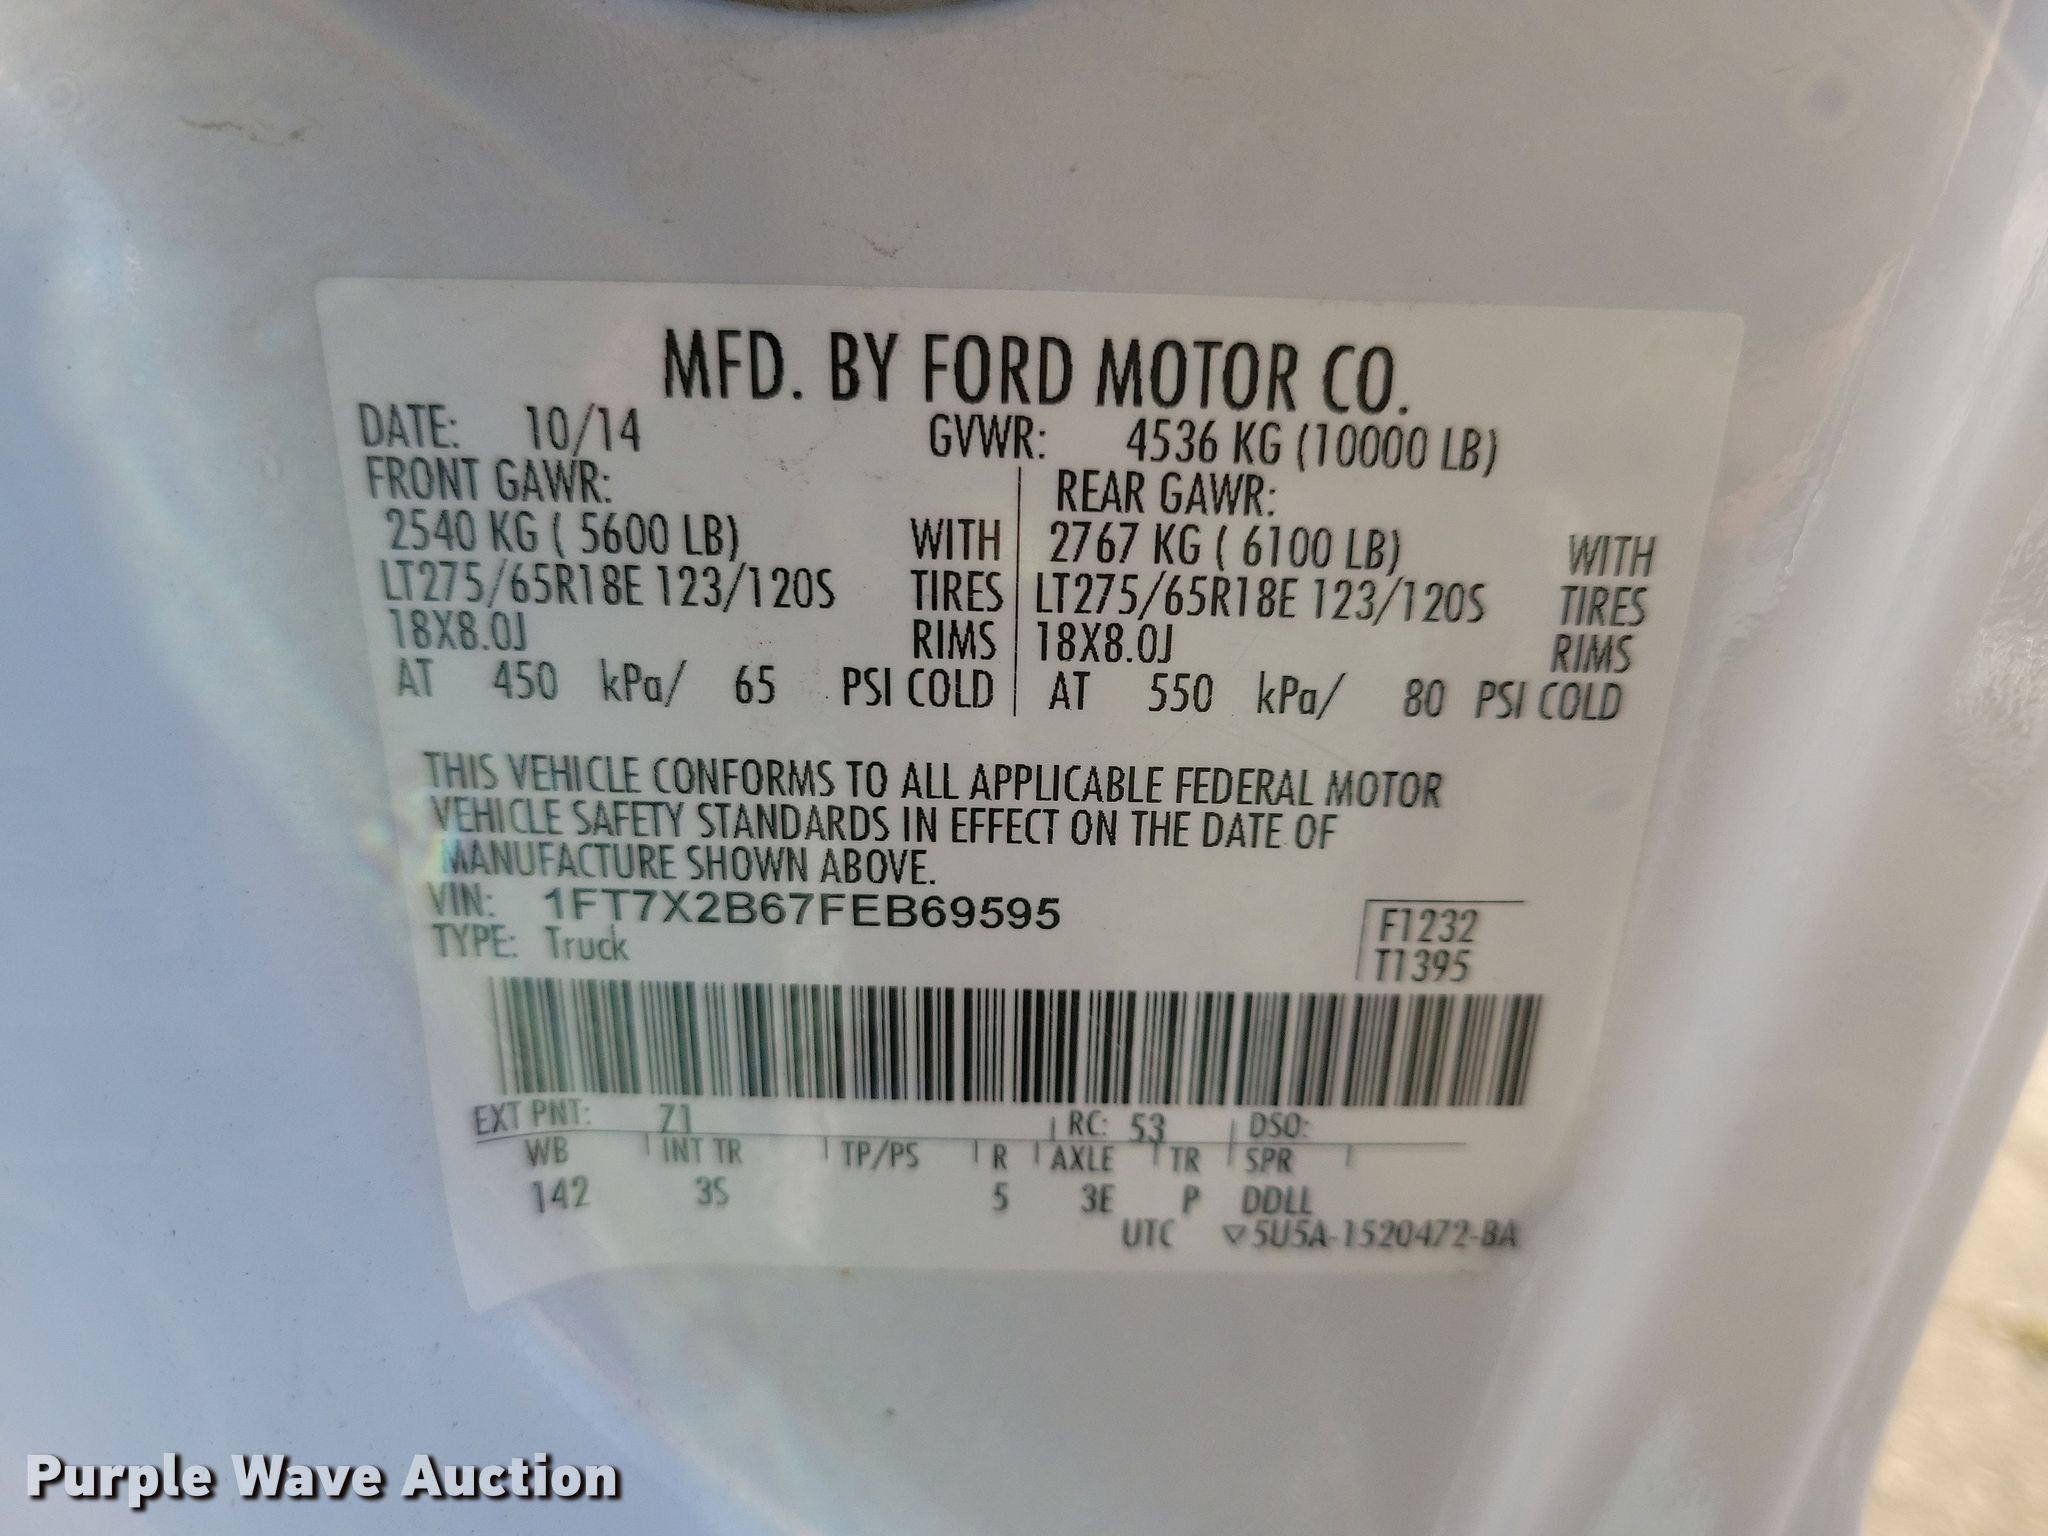 MFD. BY FORD MOTOR CO.
DATE: 10/14 GVWR: 4536 KG (10000 LB)
FRONT GAWR: REAR GAWR:
2540 KG ( 5600 LB) WITH 2767 KG ( 6100 LB) WITH
LT275/65R18E 123/120S TIRES LT275/65R18E 123/120S TIRES
18X8.0J RIMS 18X8.0J RIMS
AT 450 kPa/ 65 PSI COLD AT 550 kPa/ 80 PSI COLD
THIS VEHICLE CONFORMS TO ALL APPLICABLE FEDERAL MOTOR
VEHICLE SAFETY STANDARDS IN EFFECT ON THE DATE OF
MANUFACTURE SHOWN ABOVE.
VIN: 1FT7X2B67FEB69595
TYPE: Truck
F1232
T1395
EXT PNT: Z1 RC: 53 DSO:
WB INT TR TP/PS R AXLE TR SPR
142 3S 5 3E P DDLL
UTC ▽5U5A-1520472-BA
Purple Wave Auction